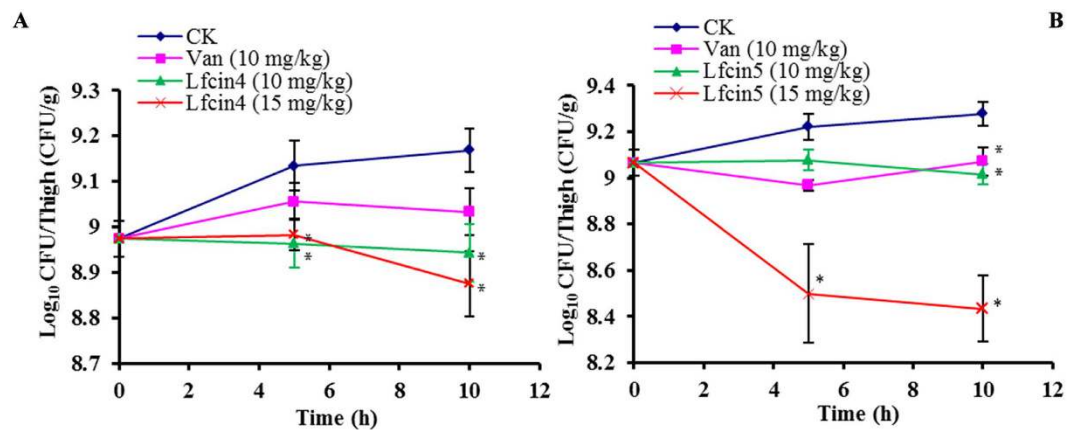 A
CK
Van (10 mg/kg)
Lfcin4 (10 mg/kg)
Lfcin4 (15 mg/kg)
Log10 CFU/Thigh (CFU/g)
9.3
9.2
9.1
9
8.9
8.8
8.7
*
*
*
*
0 2 4 6 8 10 12
Time (h)
B
CK
Van (10 mg/kg)
Lfcin5 (10 mg/kg)
Lfcin5 (15 mg/kg)
Log10 CFU/Thigh (CFU/g)
9.4
9.2
9
8.8
8.6
8.4
8.2
*
*
*
*
0 2 4 6 8 10 12
Time (h)